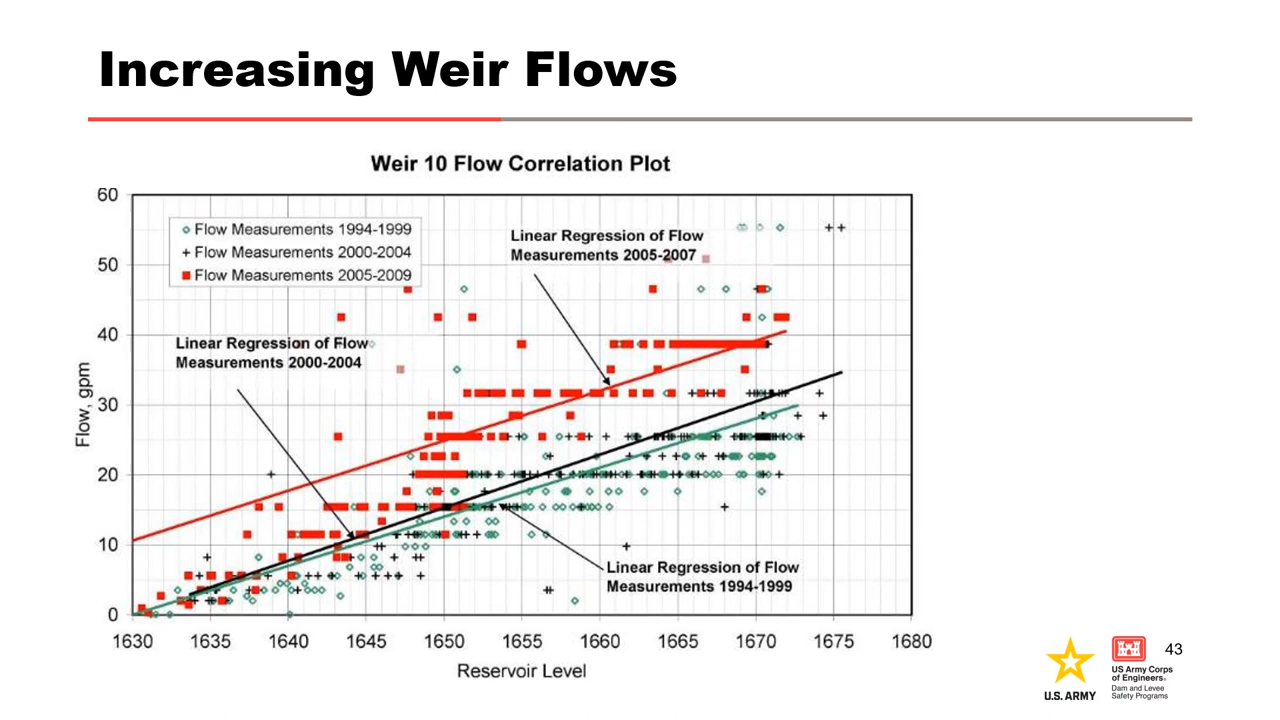 Increasing Weir Flows
Weir 10 Flow Correlation Plot
60
50
40
30
20
10
0
Flow, gpm
Flow Measurements 1994-1999
Flow Measurements 2000-2004
Flow Measurements 2005-2009
Linear Regression of Flow
Measurements 2005-2007
Linear Regression of Flow
Measurements 2000-2004
Linear Regression of Flow
Measurements 1994-1999
1630 1635 1640 1645 1650 1655 1660 1665 1670 1675 1680
Reservoir Level
U.S. ARMY
US Army Corps
of Engineers®
Dam and Levee
Safety Programs
43